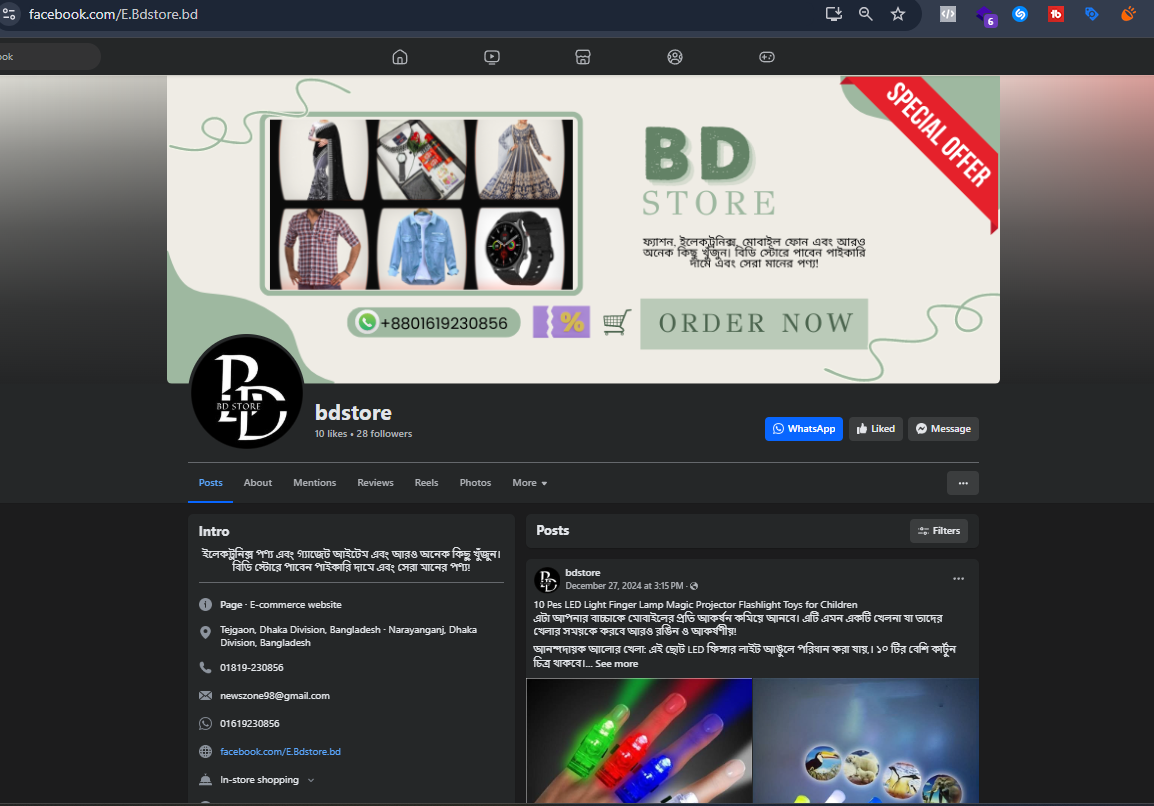 facebook.com/E.Bdstore.bd
6
ook
SPECIAL OFFER
BD
STORE
ফ্যাশন, ইলেকট্রনিক্স, মোবাইল ফোন এবং আরও
অনেক কিছু খুঁজুন। বিডি স্টোরে পাবেন পাইকারি
দামে এবং সেরা মানের পণ্য!
+8801619230856
%
ORDER NOW
BD STORE
bdstore
10 likes • 28 followers
WhatsApp
Liked
Message
Posts About Mentions Reviews Reels Photos More
Intro
ইলেকট্রনিক্স পণ্য এবং গ্যাজেট আইটেম এবং আরও অনেক কিছু খুঁজুন।
বিডি স্টোরে পাবেন পাইকারি দামে এবং সেরা মানের পণ্য!
Page · E-commerce website
Tejgaon, Dhaka Division, Bangladesh · Narayanganj, Dhaka
Division, Bangladesh
01819-230856
newszone98@gmail.com
01619230856
facebook.com/E.Bdstore.bd
In-store shopping
Posts
Filters
bdstore
December 27, 2024 at 3:15 PM ·
10 Pes LED Light Finger Lamp Magic Projector Flashlight Toys for Children
এটা আপনার বাচ্চাকে মোবাইলের প্রতি আকর্ষন কমিয়ে আনবে। এটি এমন একটি খেলনা যা তাদের
খেলার সময়কে করবে আরও রঙিন ও আকর্ষণীয়!
আনন্দদায়ক আলোর খেলা: এই ছোট LED ফিঙ্গার লাইট আঙুলে পরিধান করা যায়,। ১০ টির বেশি কার্টুন
চিত্র থাকবে।... See more